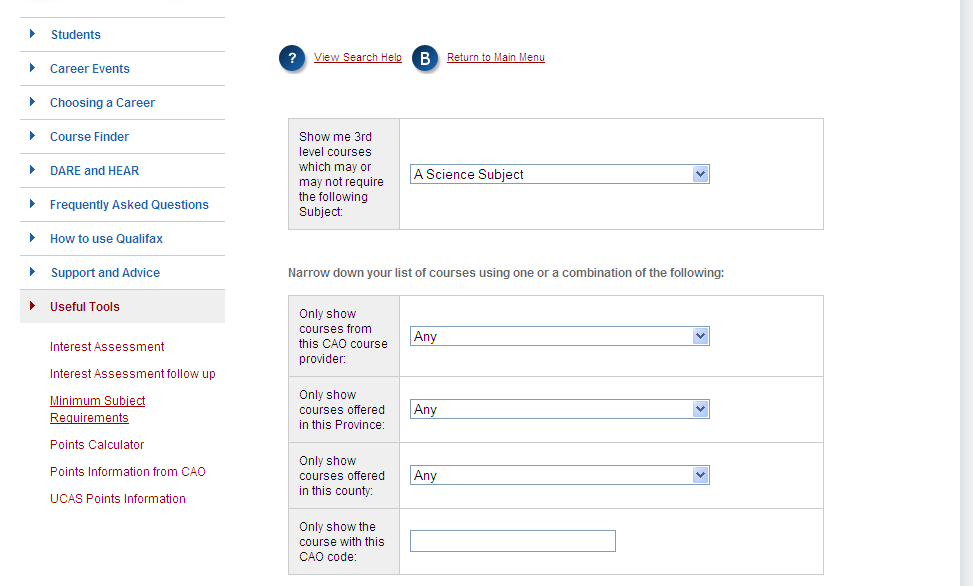 Students
Career Events
Choosing a Career
Course Finder
DARE and HEAR
Frequently Asked Questions
How to use Qualifax
Support and Advice
Useful Tools
Interest Assessment
Interest Assessment follow up
Minimum Subject
Requirements
Points Calculator
Points Information from CAO
UCAS Points Information
? View Search Help B Return to Main Menu
Show me 3rd
level courses
which may or
may not require
the following
Subject:
A Science Subject
Narrow down your list of courses using one or a combination of the following:
Only show
courses from
this CAO course
provider:
Any
Only show
courses offered
in this Province:
Any
Only show
courses offered
in this county:
Any
Only show the
course with this
CAO code: